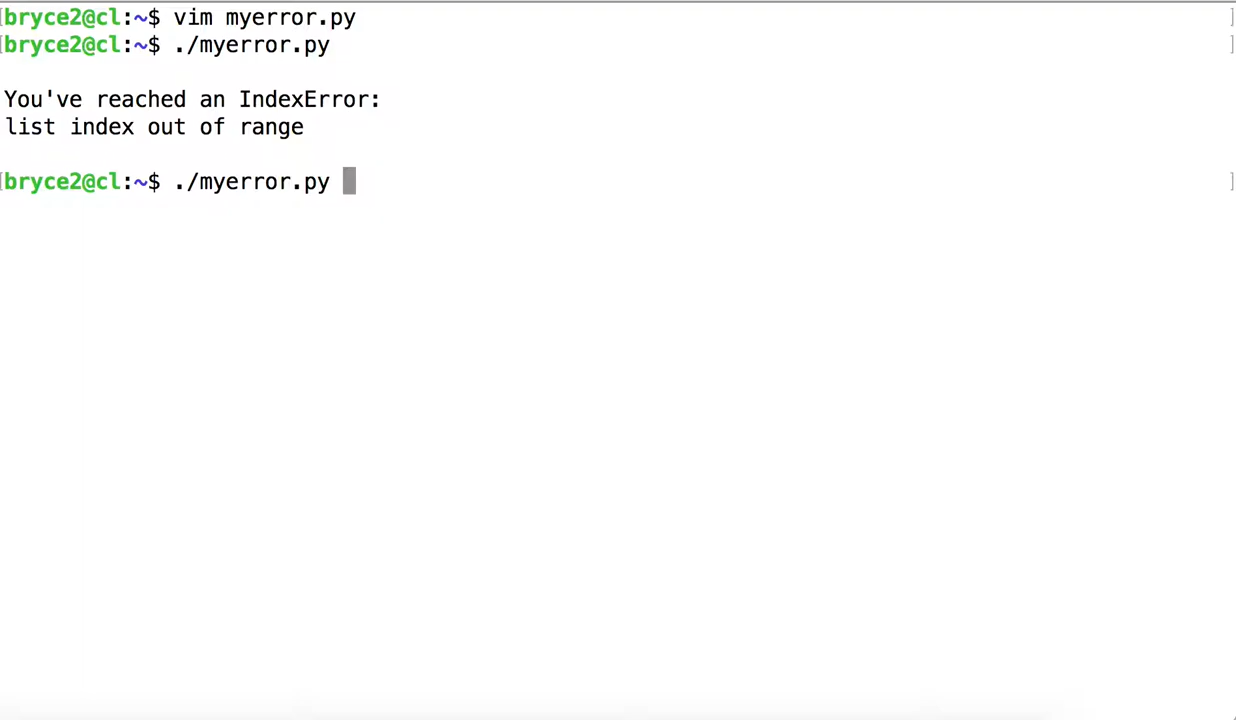 [bryce2@cl:~$ vim myerror.py ]
[bryce2@cl:~$ ./myerror.py ]
You've reached an IndexError:
list index out of range
[bryce2@cl:~$ ./myerror.py ]